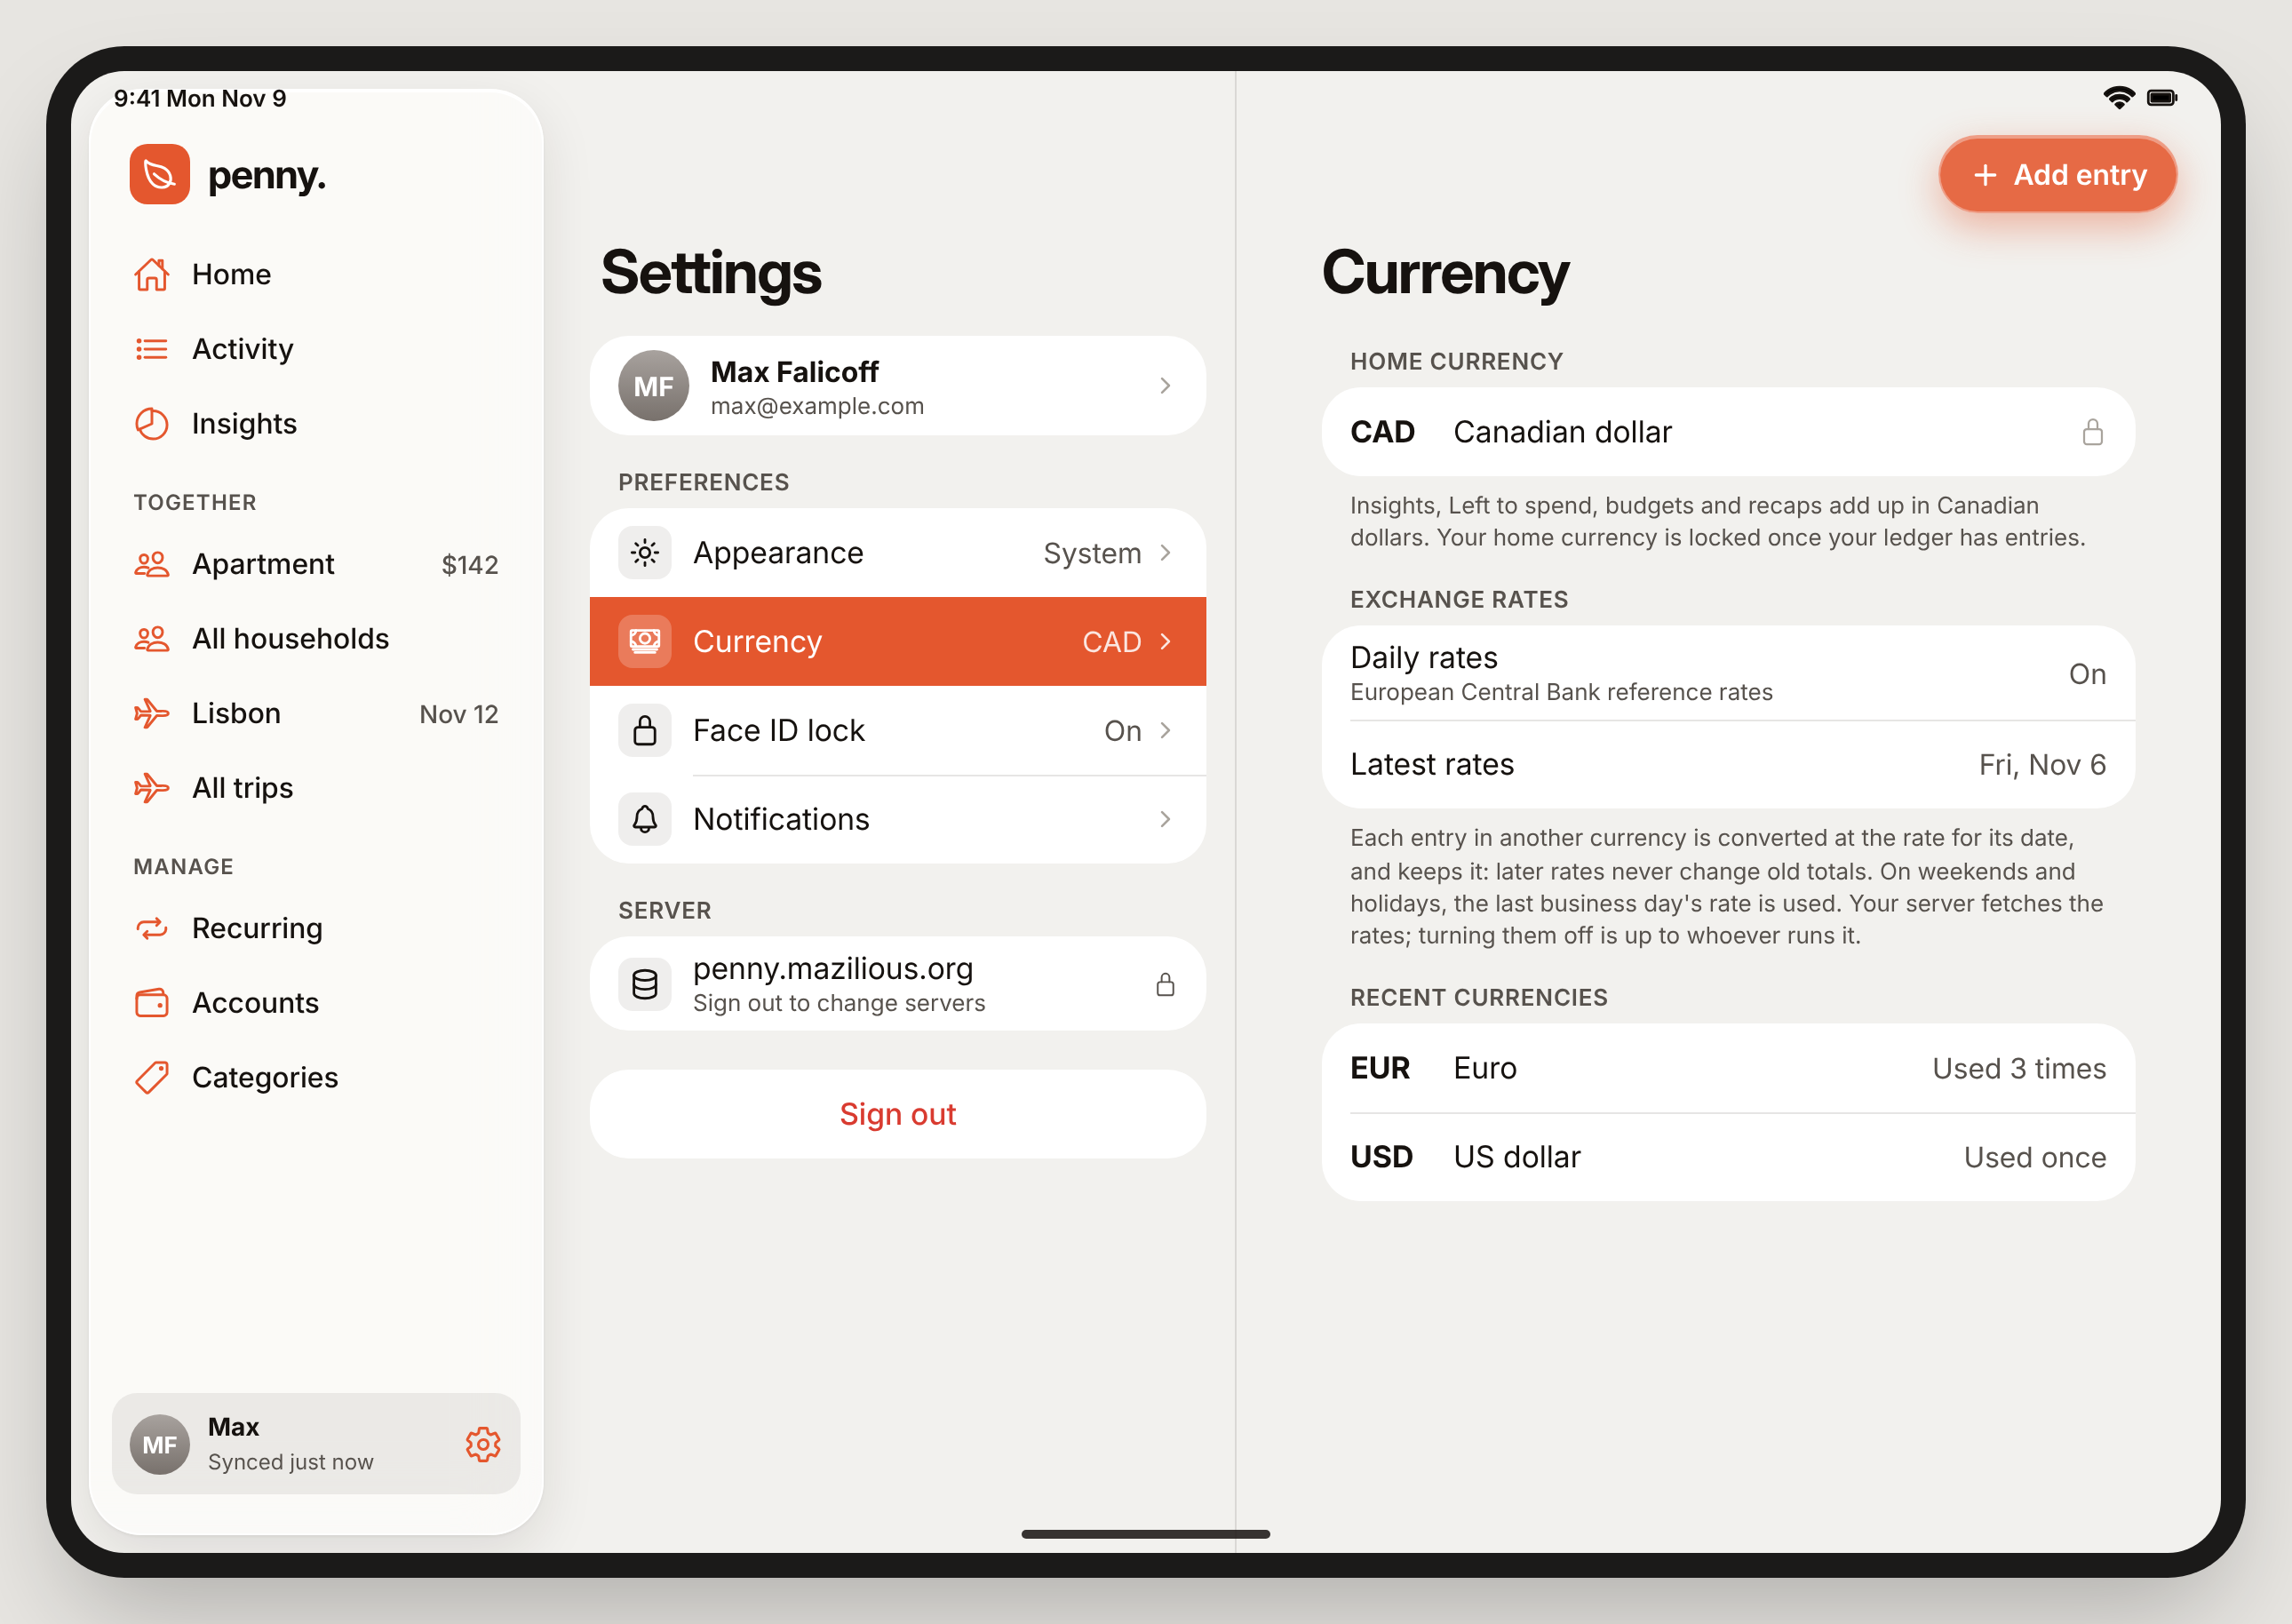 9:41 Mon Nov 9
penny.
Home
Activity
Insights
TOGETHER
Apartment $142
All households
Lisbon Nov 12
All trips
MANAGE
Recurring
Accounts
Categories
MF
Max
Synced just now
Settings
MF
Max Falicoff
max@example.com
PREFERENCES
Appearance System
Currency CAD
Face ID lock On
Notifications
SERVER
penny.mazilious.org
Sign out to change servers
Sign out
+ Add entry
Currency
HOME CURRENCY
CAD Canadian dollar
Insights, Left to spend, budgets and recaps add up in Canadian
dollars. Your home currency is locked once your ledger has entries.
EXCHANGE RATES
Daily rates
European Central Bank reference rates
On
Latest rates Fri, Nov 6
Each entry in another currency is converted at the rate for its date,
and keeps it: later rates never change old totals. On weekends and
holidays, the last business day's rate is used. Your server fetches the
rates; turning them off is up to whoever runs it.
RECENT CURRENCIES
EUR Euro Used 3 times
USD US dollar Used once